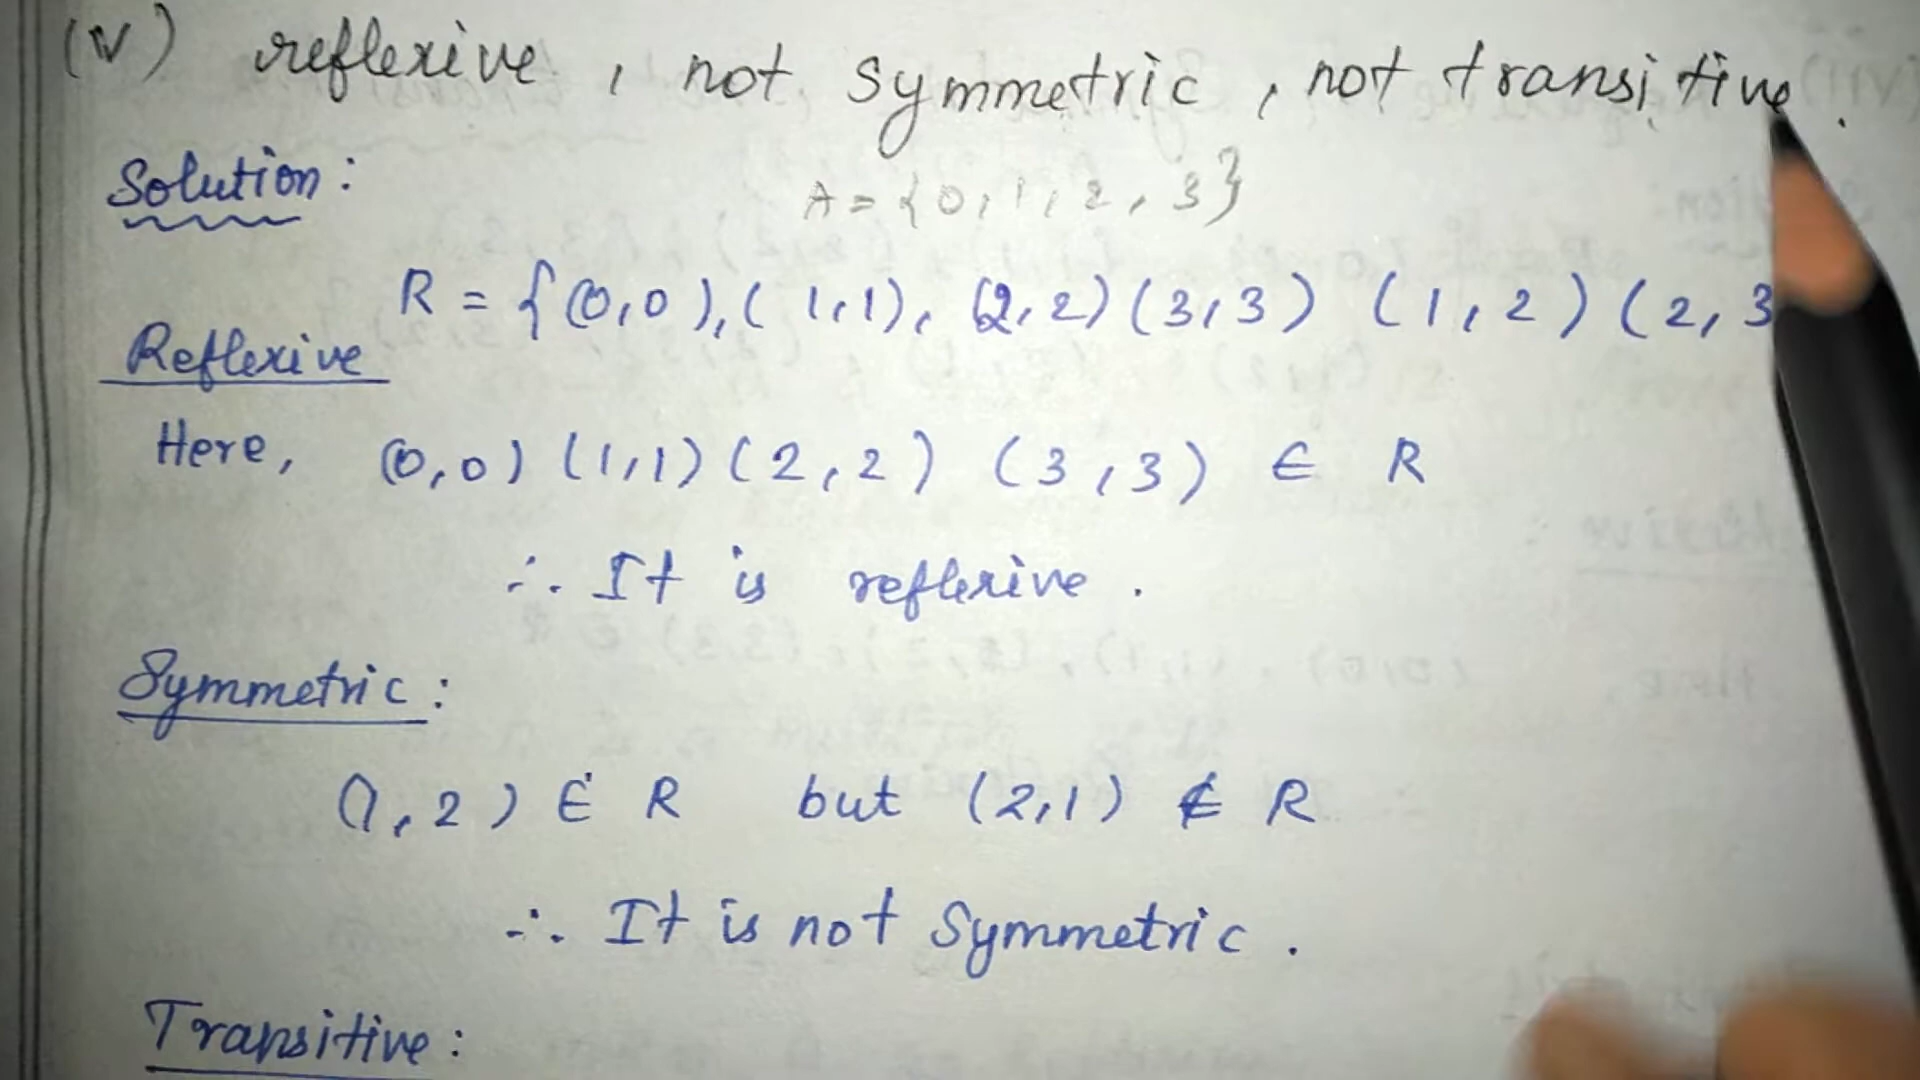 (v) reflexive, not symmetric, not transitive.
Solution:
A = {0, 1, 2, 3}
R = {(0,0), (1,1), (2,2) (3,3) (1,2) (2,3
Reflexive
Here, (0,0) (1,1) (2,2) (3,3) ∈ R
∴ It is reflexive.
Symmetric:
(1,2) ∈ R but (2,1) ∉ R
∴ It is not Symmetric.
Transitive: